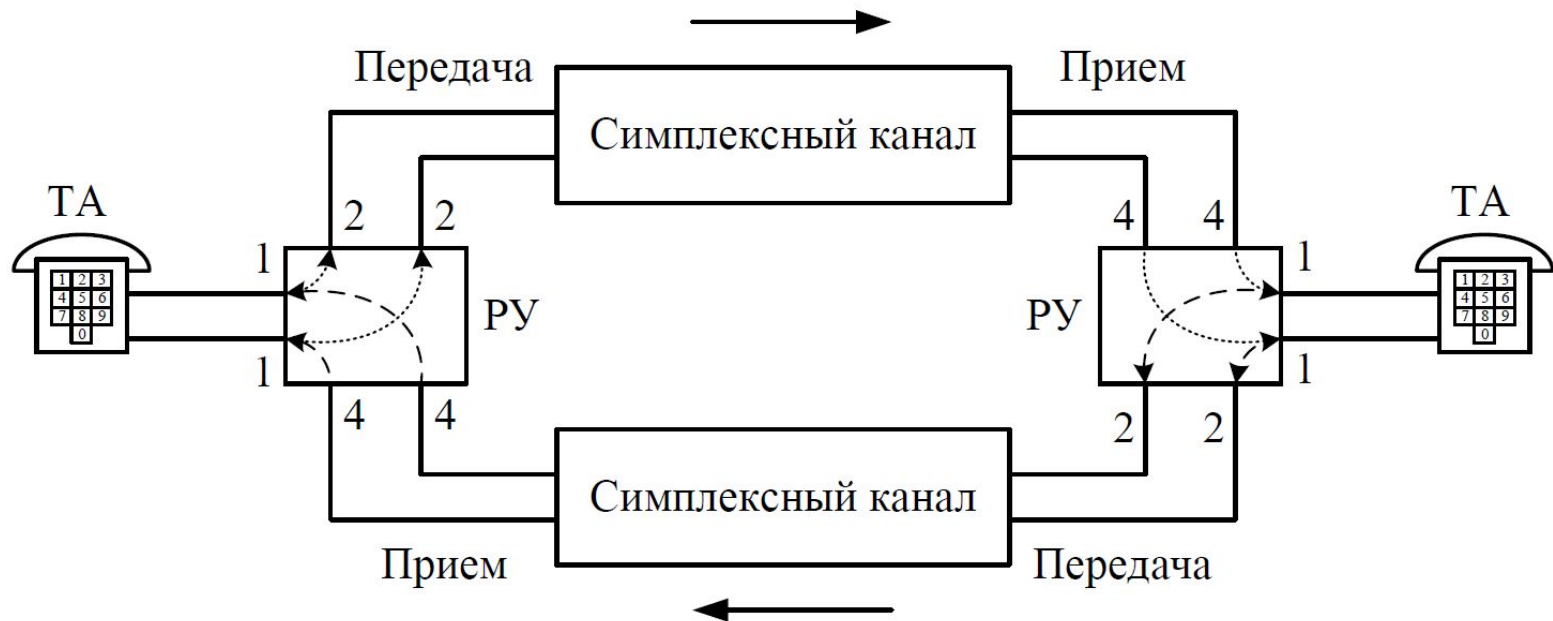 Передача
Прием
Симплексный канал
ТА
2 2
4 4
ТА
1
1
1 2 3
4 5 6
7 8 9
0
РУ
РУ
1 2 3
4 5 6
7 8 9
0
1
1
4 4
2 2
Симплексный канал
Прием
Передача